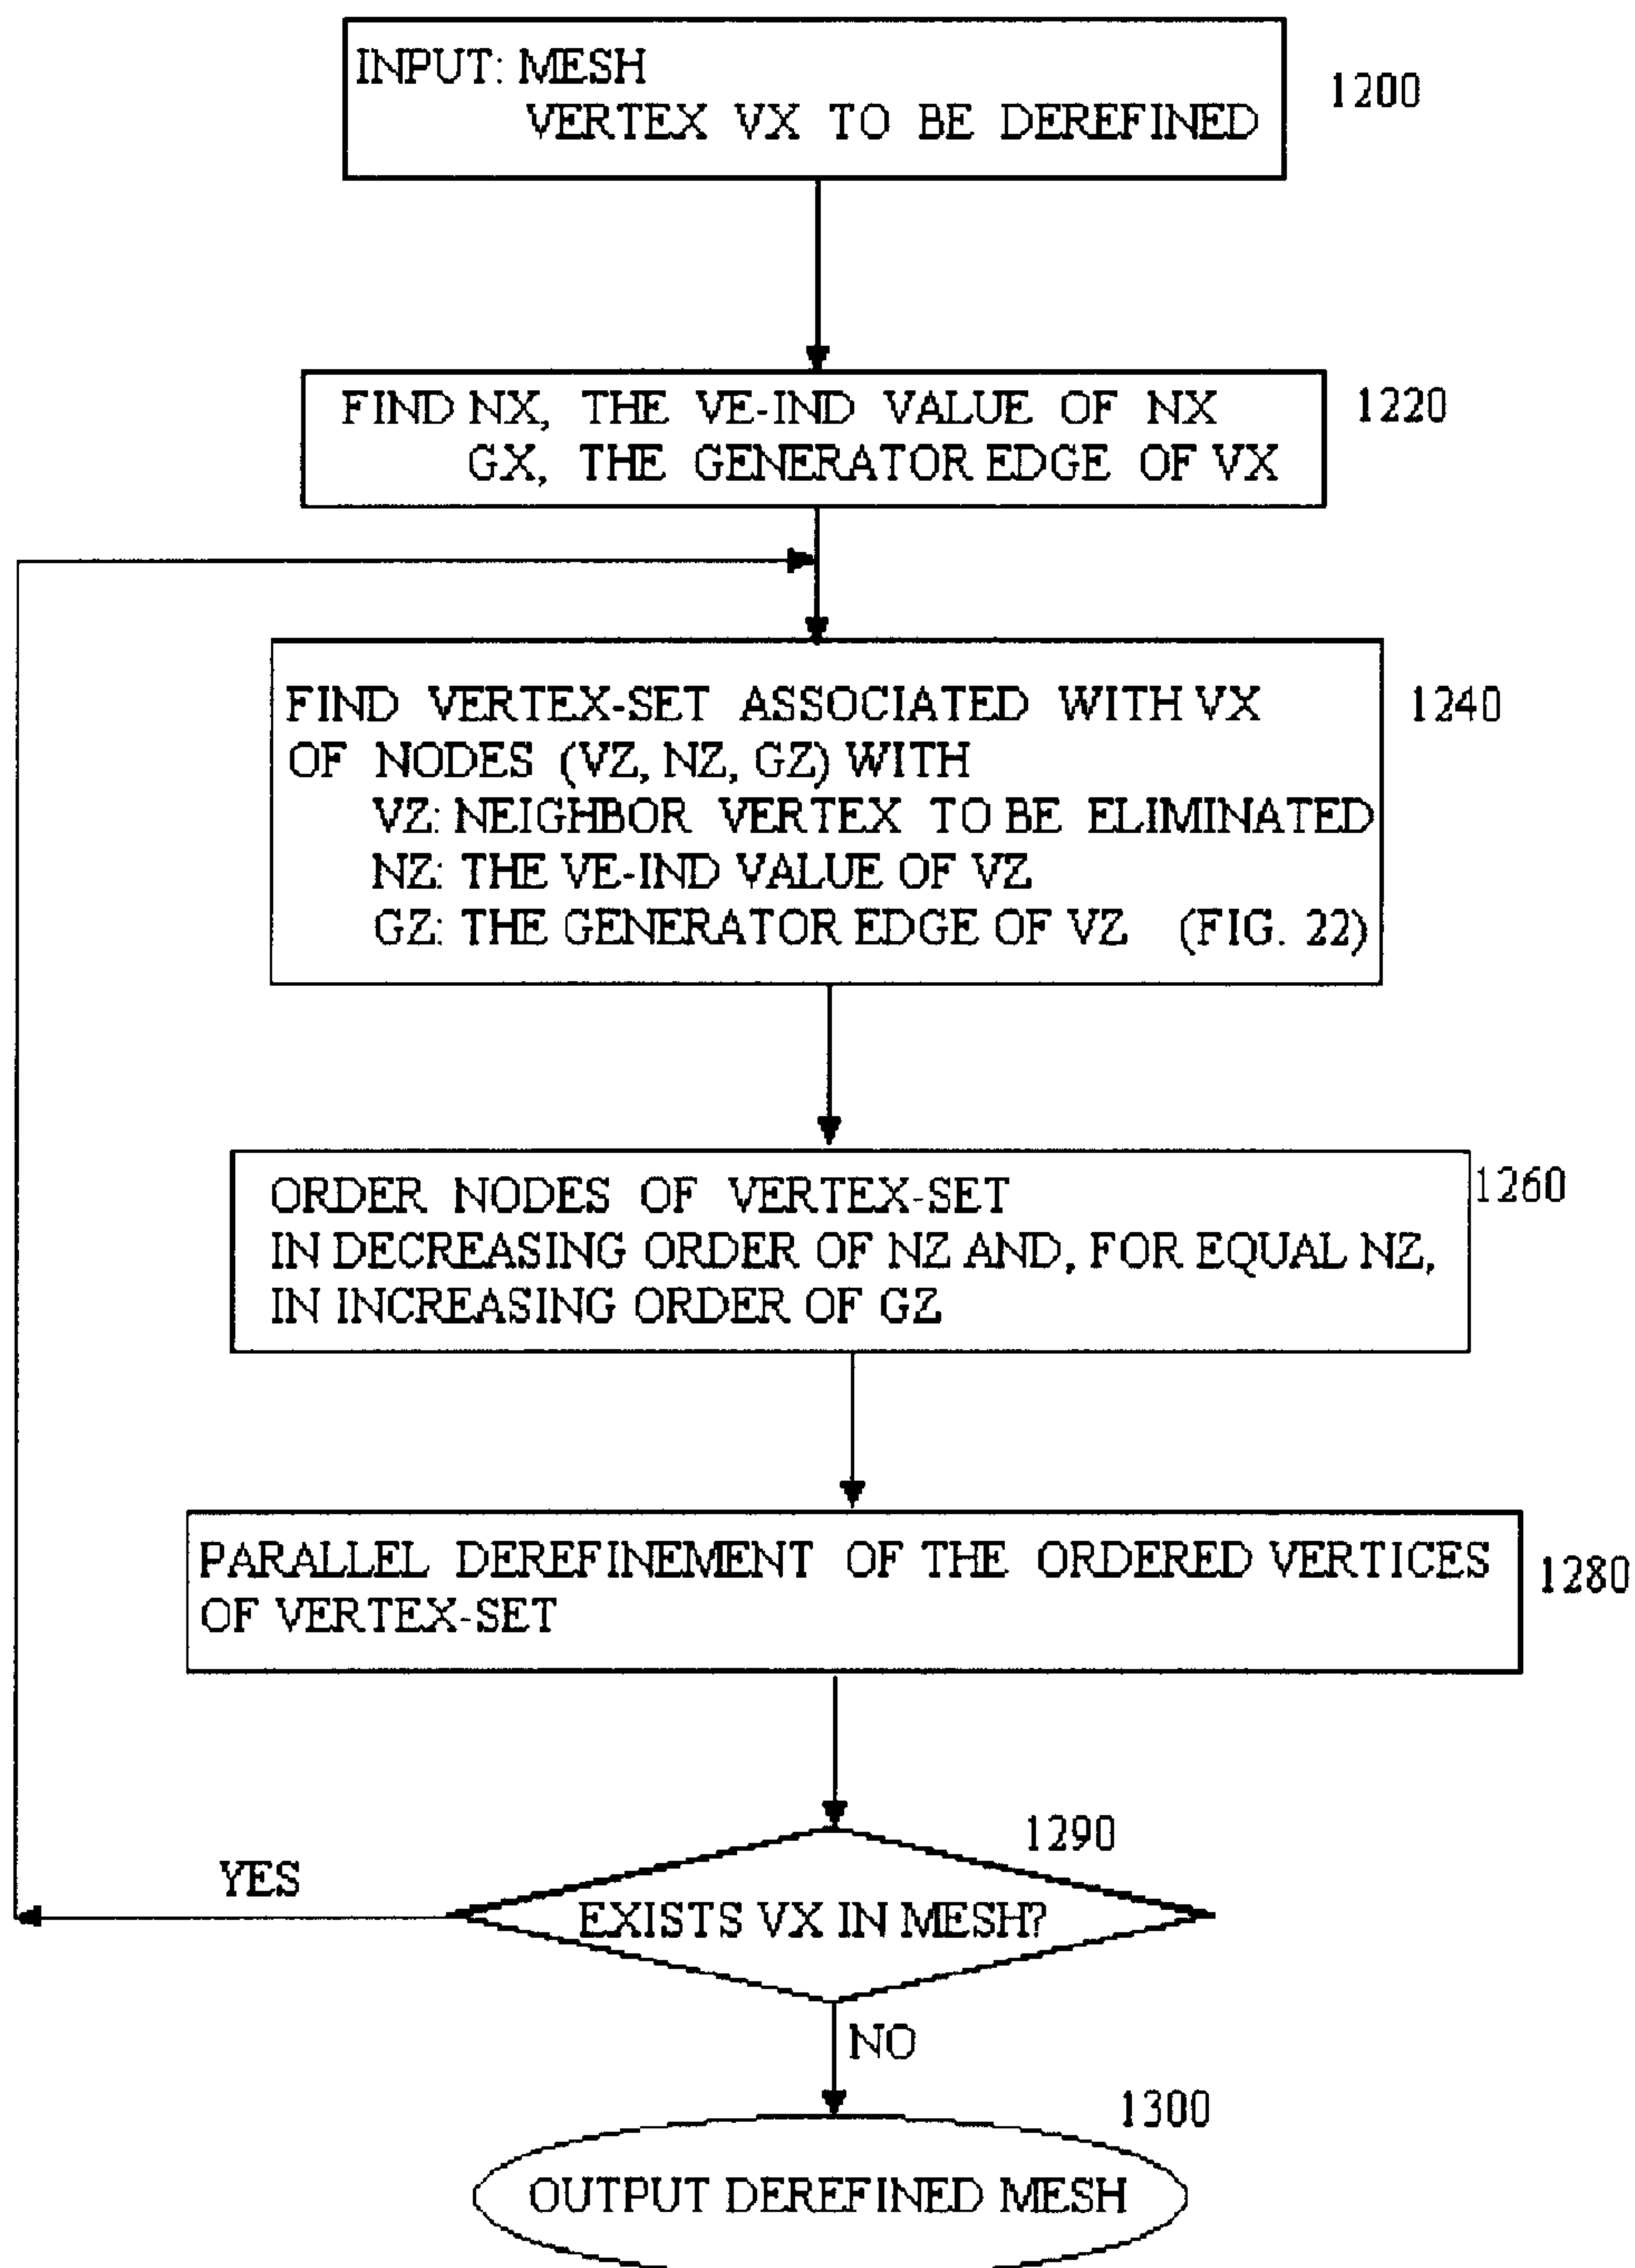 INPUT: MESH
VERTEX VX TO BE DEREFINED
1200
FIND NX, THE VE-IND VALUE OF NX
GX, THE GENERATOR EDGE OF VX
1220
FIND VERTEX-SET ASSOCIATED WITH VX
OF NODES (VZ, NZ, GZ) WITH
VZ: NEIGHBOR VERTEX TO BE ELIMINATED
NZ: THE VE-IND VALUE OF VZ
GZ: THE GENERATOR EDGE OF VZ (FIG. 22)
1240
ORDER NODES OF VERTEX-SET
IN DECREASING ORDER OF NZ AND, FOR EQUAL NZ,
IN INCREASING ORDER OF GZ
1260
PARALLEL DEREFINEMENT OF THE ORDERED VERTICES
OF VERTEX-SET
1280
1290
YES
EXISTS VX IN MESH?
NO
1300
OUTPUT DEREFINED MESH